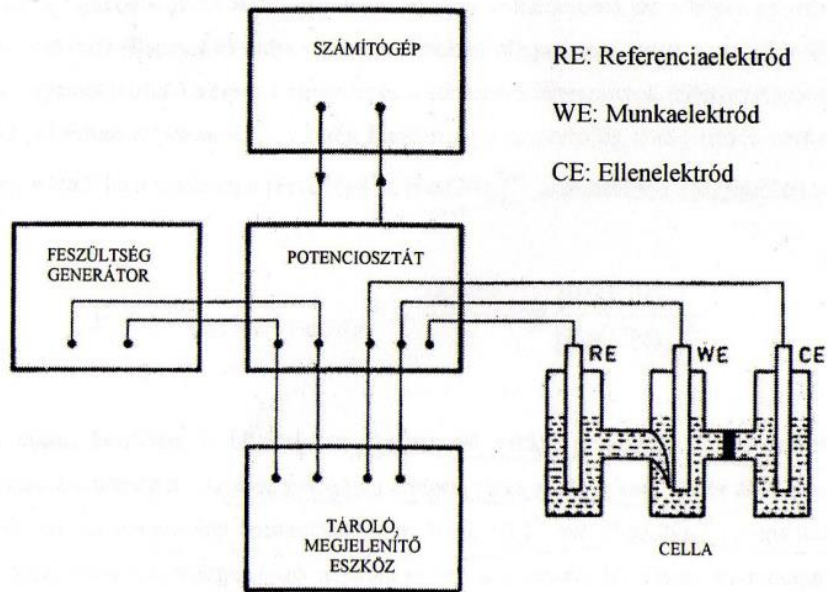 SZÁMÍTÓGÉP
RE: Referenciaelektród
WE: Munkaelektród
CE: Ellenelektród
FESZÜLTSÉG
GENERÁTOR
POTENCIOSZTÁT
RE
WE
CE
TÁROLÓ,
MEGJELENÍTŐ
ESZKÖZ
CELLA